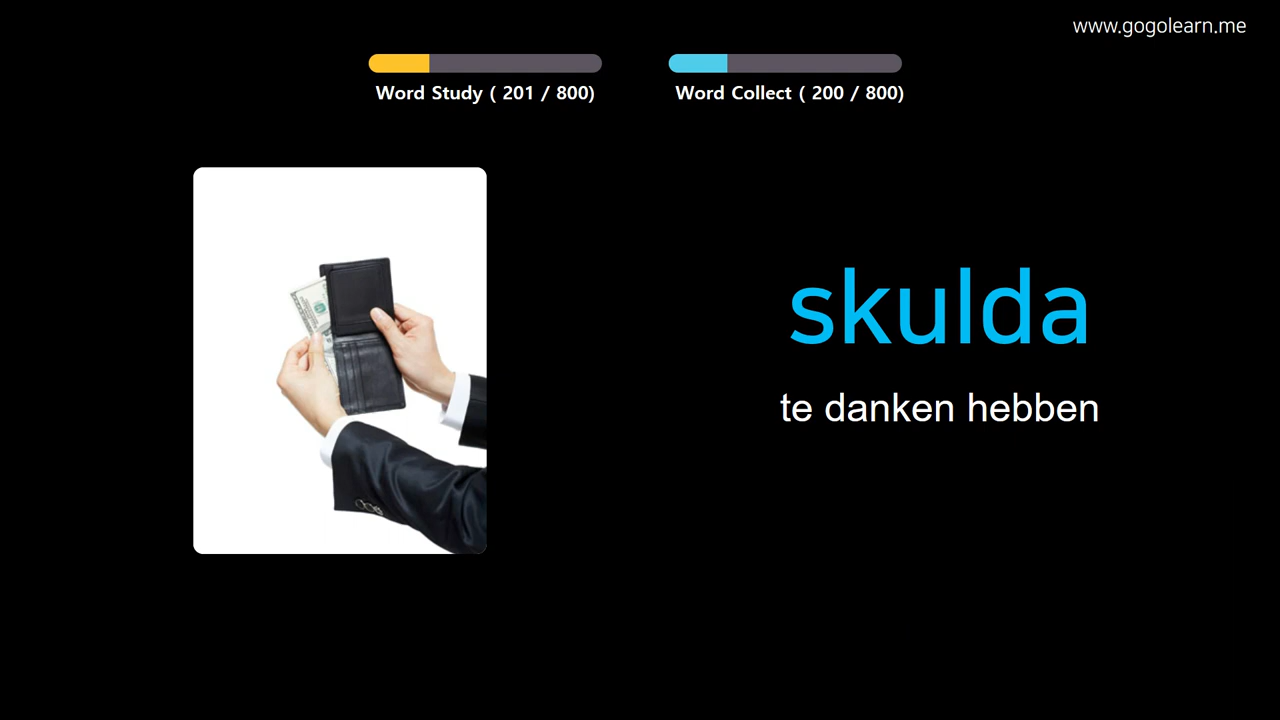 www.gogolearn.me
Word Study ( 201 / 800)
Word Collect ( 200 / 800)
skulda
te danken hebben